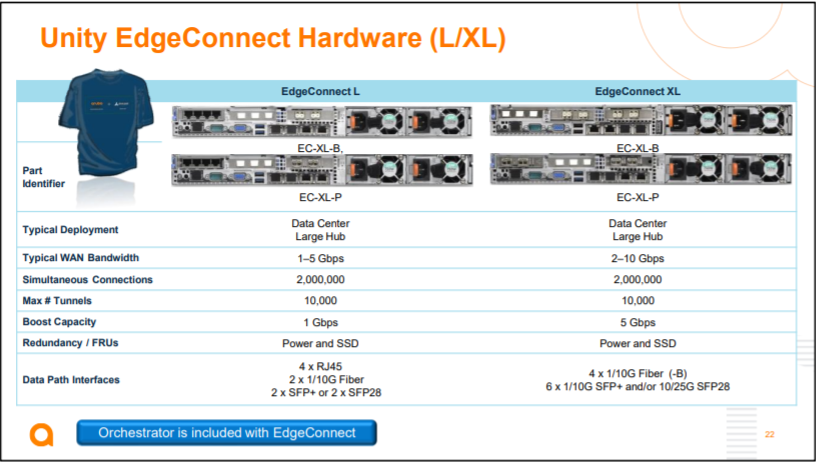 Unity EdgeConnect Hardware (L/XL)
EdgeConnect L
EdgeConnect XL
EC-XL-B,
EC-XL-B
Part
Identifier
EC-XL-P
EC-XL-P
Typical Deployment
Data Center
Large Hub
Data Center
Large Hub
Typical WAN Bandwidth
1–5 Gbps
2–10 Gbps
Simultaneous Connections
2,000,000
2,000,000
Max # Tunnels
10,000
10,000
Boost Capacity
1 Gbps
5 Gbps
Redundancy / FRUs
Power and SSD
Power and SSD
Data Path Interfaces
4 x RJ45
2 x 1/10G Fiber
2 x SFP+ or 2 x SFP28
4 x 1/10G Fiber (-B)
6 x 1/10G SFP+ and/or 10/25G SFP28
Orchestrator is included with EdgeConnect
22